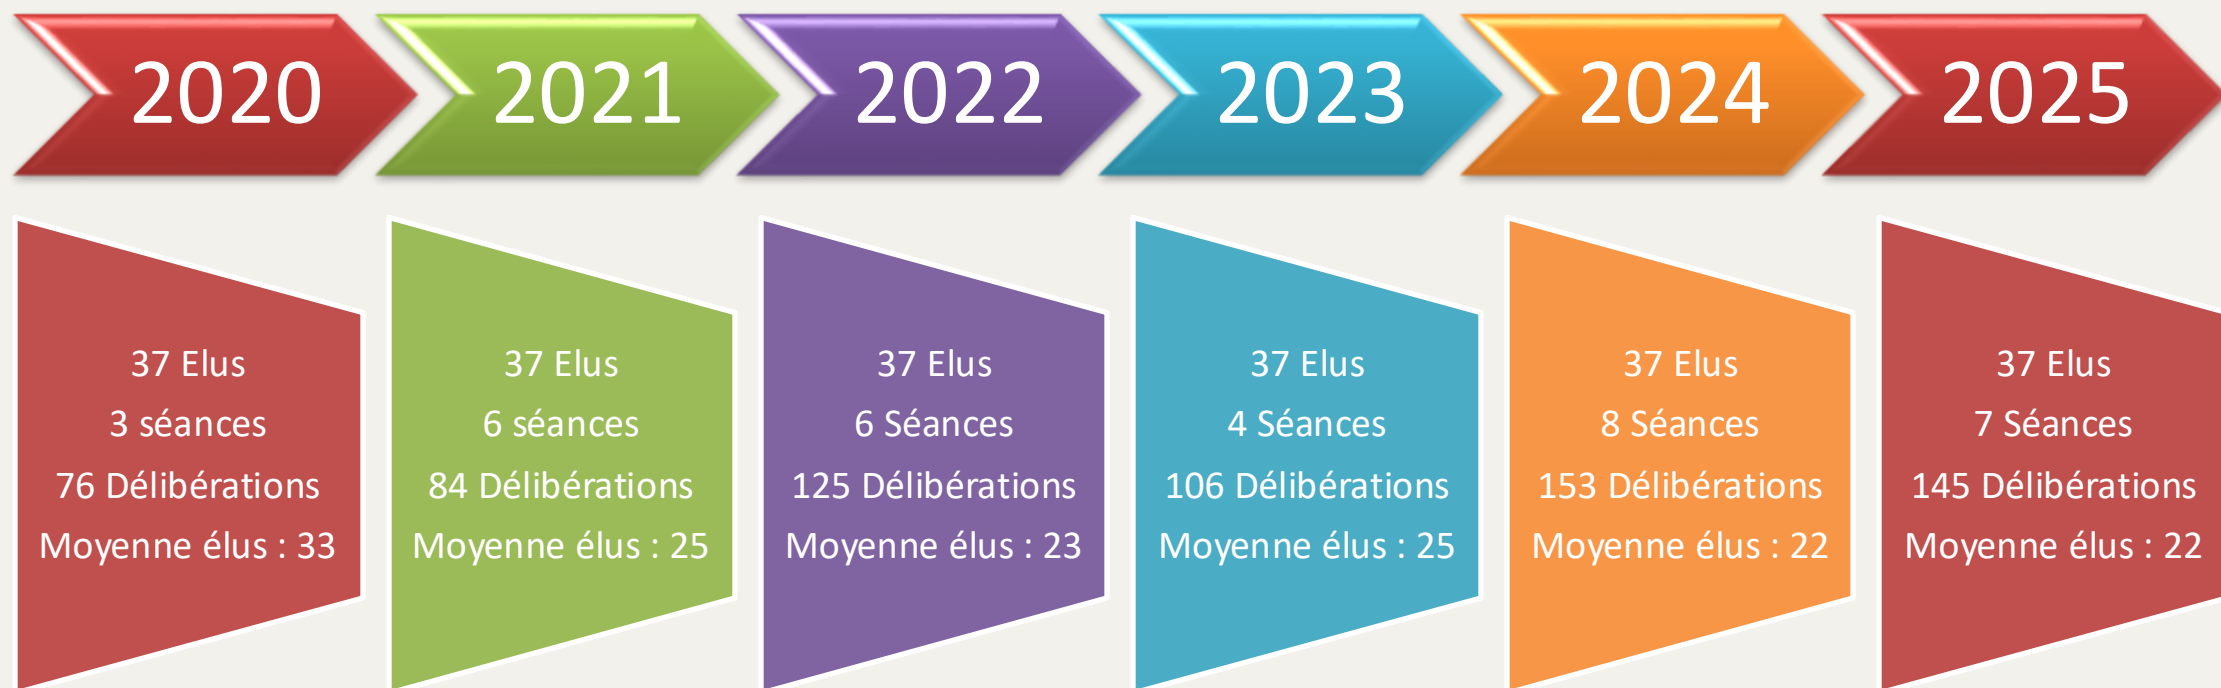 2020
2021
2022
2023
2024
2025
37 Elus
3 séances
76 Délibérations
Moyenne élus : 33
37 Elus
6 séances
84 Délibérations
Moyenne élus : 25
37 Elus
6 Séances
125 Délibérations
Moyenne élus : 23
37 Elus
4 Séances
106 Délibérations
Moyenne élus : 25
37 Elus
8 Séances
153 Délibérations
Moyenne élus : 22
37 Elus
7 Séances
145 Délibérations
Moyenne élus : 22